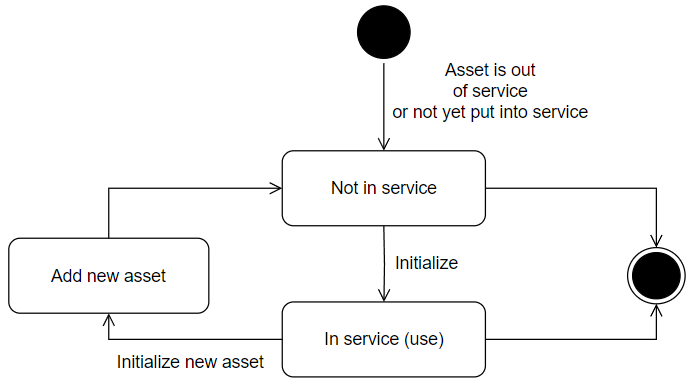 Asset is out
of service
or not yet put into service
Not in service
Add new asset
Initialize
In service (use)
Initialize new asset